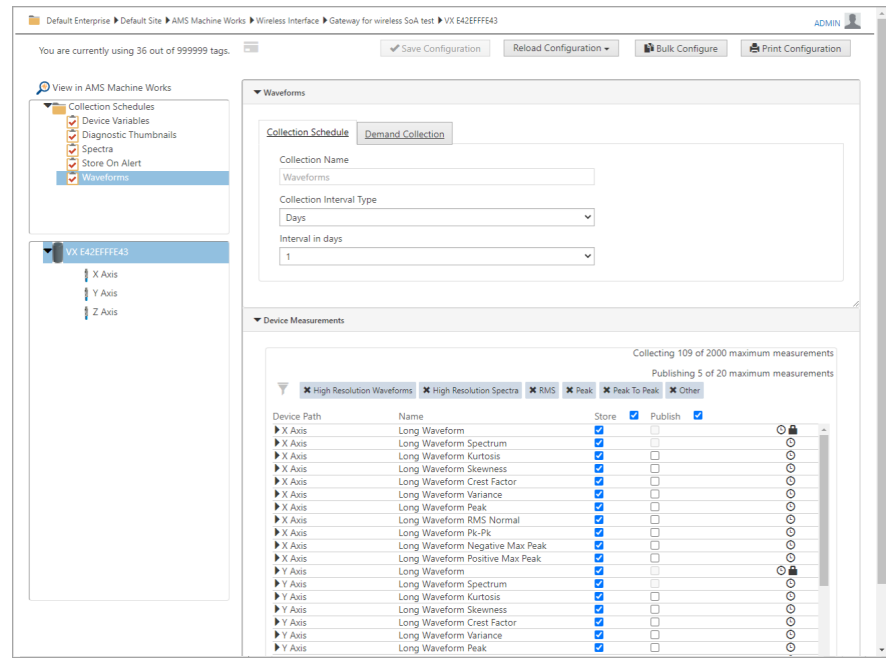 Default Enterprise Default Site AMS Machine Works Wireless Interface Gateway for wireless SoA test VX E42EFFFE43
ADMIN
You are currently using 36 out of 999999 tags.
Save Configuration Reload Configuration Bulk Configure Print Configuration
View in AMS Machine Works
Collection Schedules
Device Variables
Diagnostic Thumbnails
Spectra
Store On Alert
Waveforms
VX E42EFFFE43
X Axis
Y Axis
Z Axis
Waveforms
Collection Schedule Demand Collection
Collection Name
Waveforms
Collection Interval Type
Days
Interval in days
1
Device Measurements
Collecting 109 of 2000 maximum measurements
Publishing 5 of 20 maximum measurements
High Resolution Waveforms High Resolution Spectra RMS Peak Peak To Peak Other
Device Path Name Store Publish
X Axis Long Waveform
X Axis Long Waveform Spectrum
X Axis Long Waveform Kurtosis
X Axis Long Waveform Skewness
X Axis Long Waveform Crest Factor
X Axis Long Waveform Variance
X Axis Long Waveform Peak
X Axis Long Waveform RMS Normal
X Axis Long Waveform Pk-Pk
X Axis Long Waveform Negative Max Peak
X Axis Long Waveform Positive Max Peak
Y Axis Long Waveform
Y Axis Long Waveform Spectrum
Y Axis Long Waveform Kurtosis
Y Axis Long Waveform Skewness
Y Axis Long Waveform Crest Factor
Y Axis Long Waveform Variance
Y Axis Long Waveform Peak